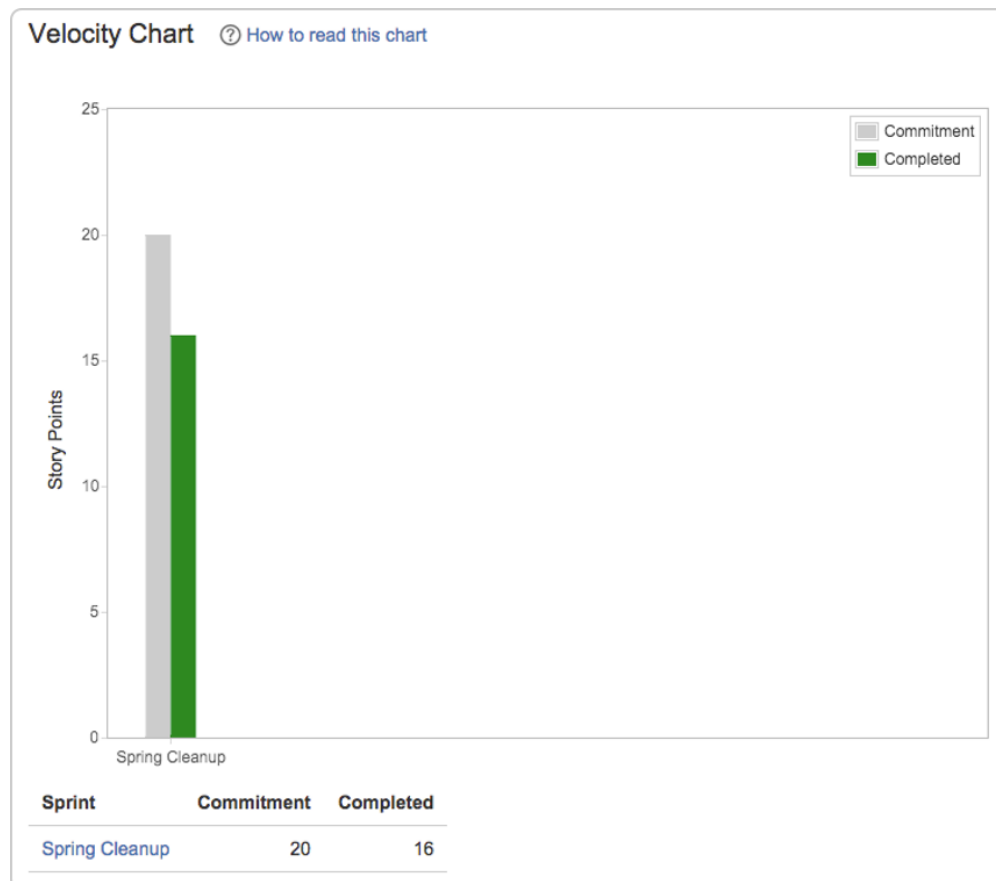 Velocity Chart ? How to read this chart
25
Commitment
Completed
20
15
Story Points
10
5
0
Spring Cleanup
Sprint Commitment Completed
Spring Cleanup 20 16